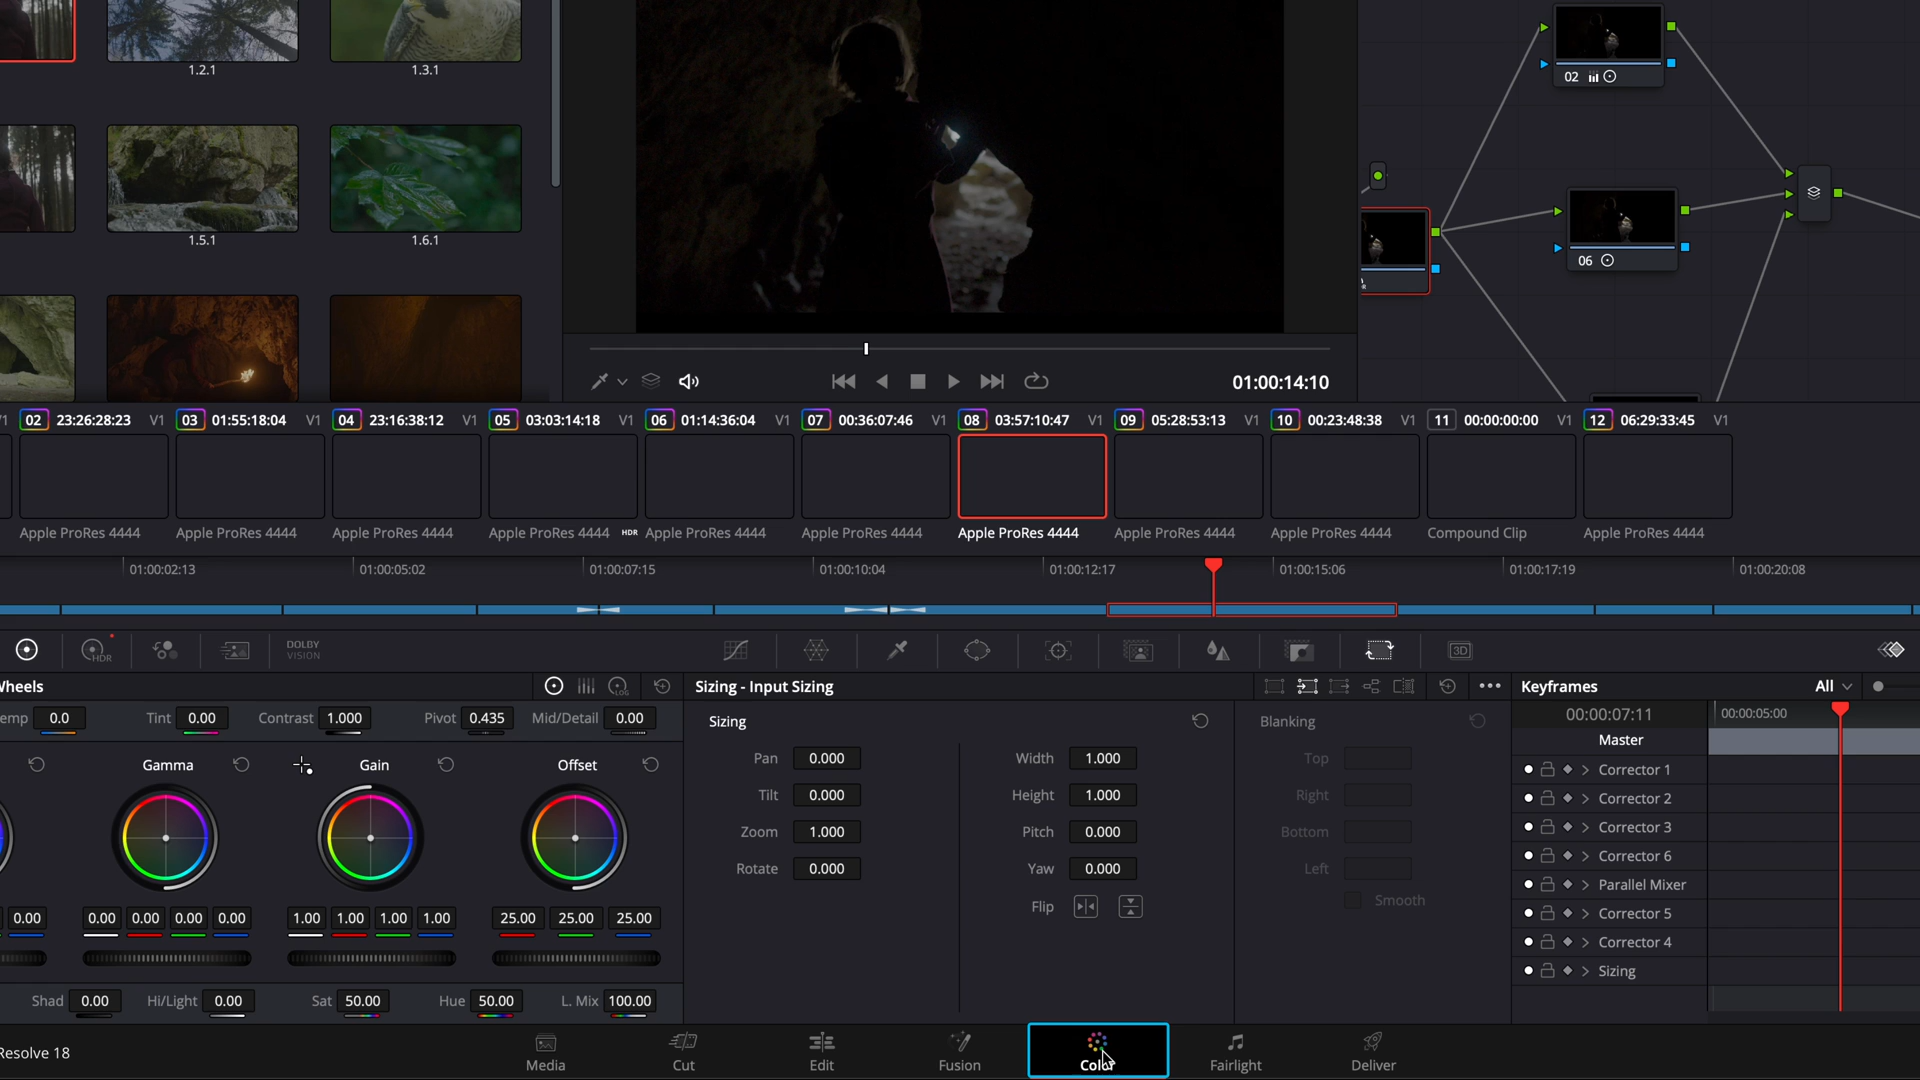 1.2.1
1.3.1
1.5.1
1.6.1
02
06
01:00:14:10
02 23:26:28:23 V1 03 01:55:18:04 V1 04 23:16:38:12 V1 05 03:03:14:18 V1 06 01:14:36:04 V1 07 00:36:07:46 V1 08 03:57:10:47 V1 09 05:28:53:13 V1 10 00:23:48:38 V1 11 00:00:00:00 V1 12 06:29:33:45 V1
Apple ProRes 4444 Apple ProRes 4444 Apple ProRes 4444 Apple ProRes 4444 HDR Apple ProRes 4444 Apple ProRes 4444 Apple ProRes 4444 Apple ProRes 4444 Apple ProRes 4444 Compound Clip Apple ProRes 4444
01:00:02:13 01:00:05:02 01:00:07:15 01:00:10:04 01:00:12:17 01:00:15:06 01:00:17:19 01:00:20:08
HDR
DOLBY
VISION
3D
Wheels
LOG
Sizing - Input Sizing
Keyframes
All
emp 0.0 Tint 0.00 Contrast 1.000 Pivot 0.435 Mid/Detail 0.00
Gamma
Gain
Offset
0.00 0.00 0.00 0.00 0.00 1.00 1.00 1.00 1.00 25.00 25.00 25.00
Shad 0.00 Hi/Light 0.00 Sat 50.00 Hue 50.00 L. Mix 100.00
Sizing
Pan 0.000
Tilt 0.000
Zoom 1.000
Rotate 0.000
Width 1.000
Height 1.000
Pitch 0.000
Yaw 0.000
Flip
Blanking
Top
Right
Bottom
Left
Smooth
00:00:07:11
00:00:05:00
Master
Corrector 1
Corrector 2
Corrector 3
Corrector 6
Parallel Mixer
Corrector 5
Corrector 4
Sizing
Resolve 18
Media
Cut
Edit
Fusion
Color
Fairlight
Deliver